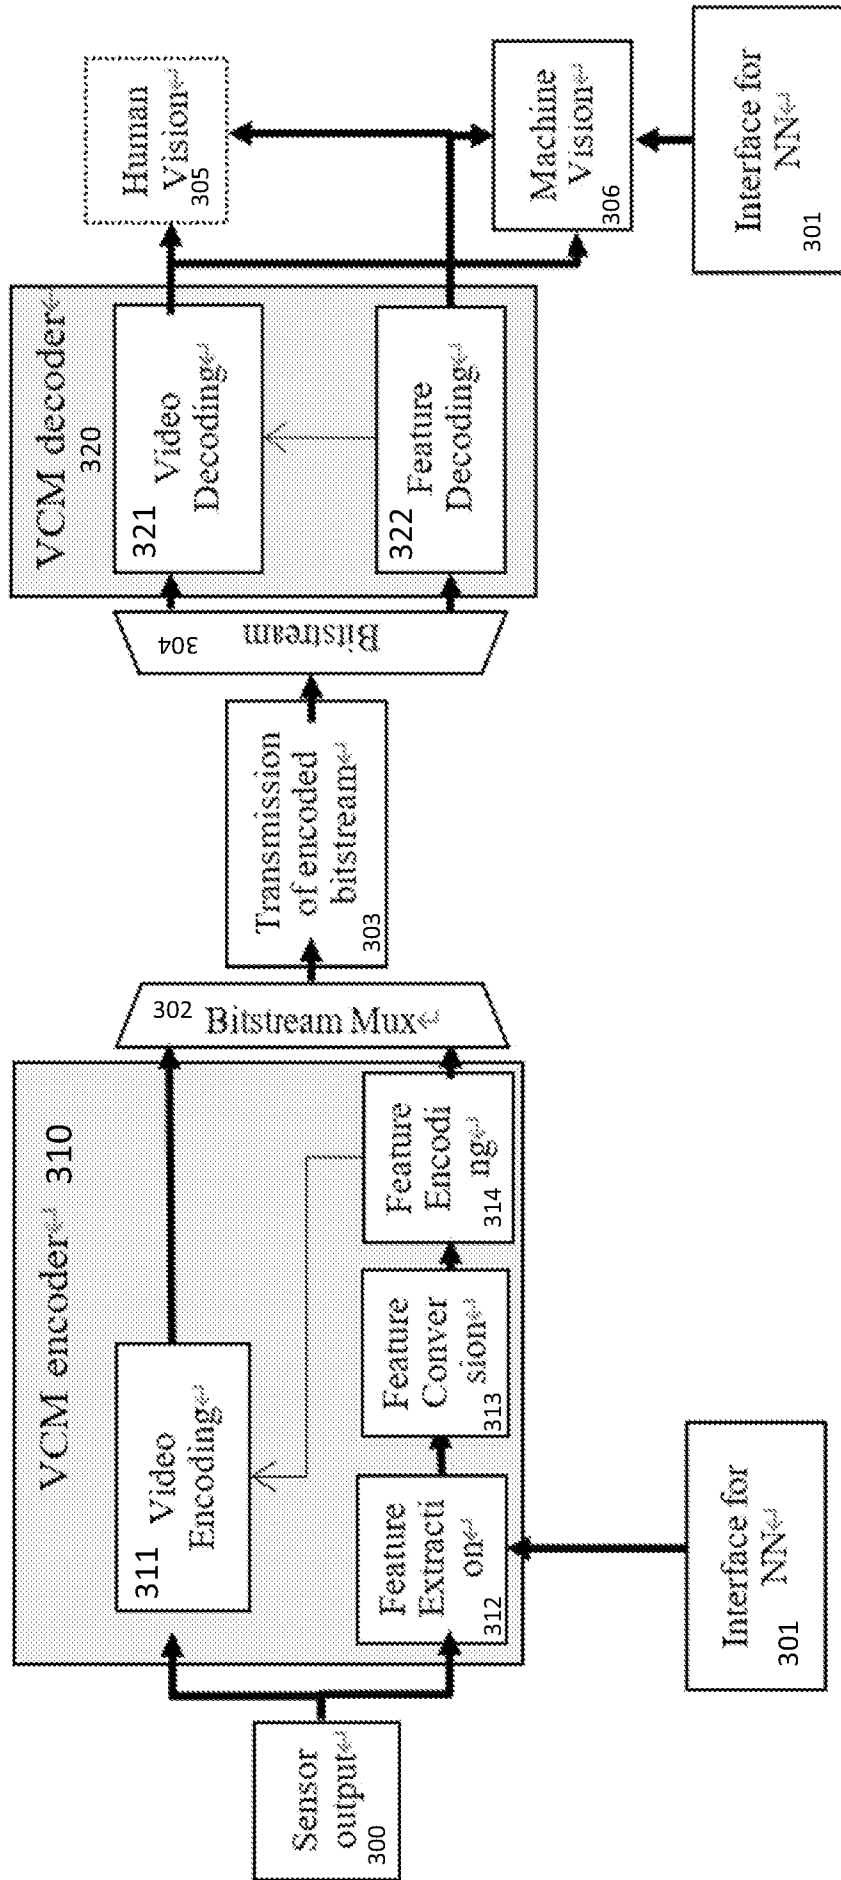 Sensor
output↵
300
VCM encoder↵ 310
311
Video
Encoding↵
Feature
Extracti
on↵
312
Feature
Conver
sion↵
313
Feature
Encodi
ng↵
314
Interface for
NN↵
301
302
Bitstream Mux↵
Transmission
of encoded
bitstream↵
303
Bitstream
304
VCM decoder↵
320
321
Video
Decoding↵
322
Feature
Decoding↵
Human
Vision↵
305
Machine
Vision↵
306
Interface for
NN↵
301